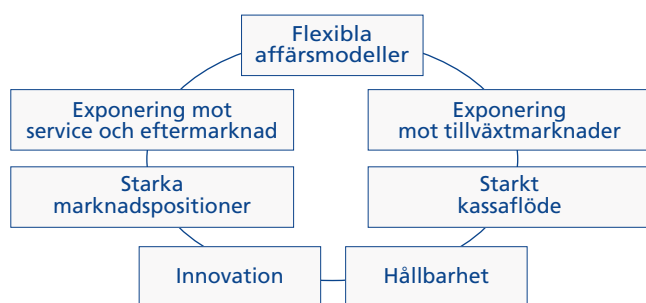 Flexibla
affärsmodeller
Exponering mot
service och eftermarknad
Exponering
mot tillväxtmarknader
Starka
marknadspositioner
Starkt
kassaflöde
Innovation
Hållbarhet